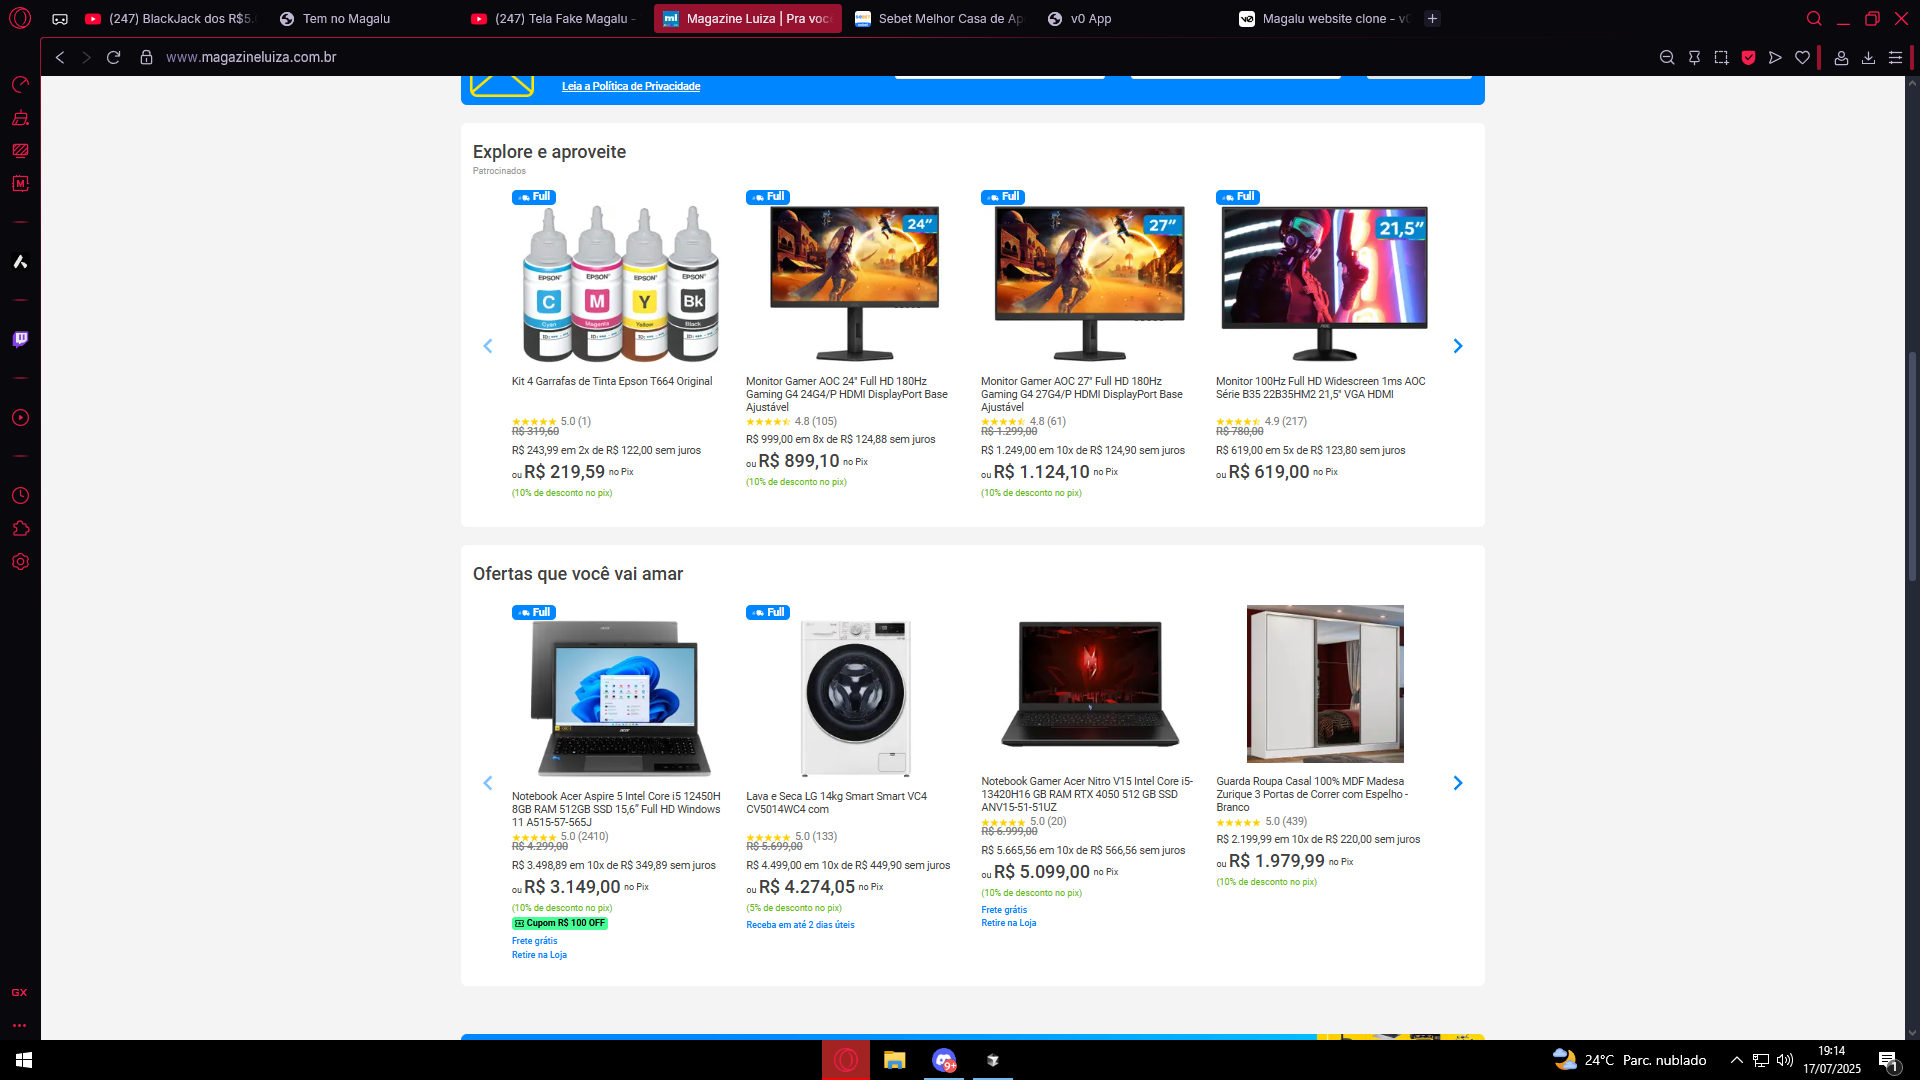 (247) BlackJack dos R$5.
Tem no Magalu
(247) Tela Fake Magalu -
Magazine Luiza | Pra você
Sebet Melhor Casa de Ap
v0 App
Magalu website clone - v
www.magazineluiza.com.br
Leia a Política de Privacidade
Explore e aproveite
Patrocinados
Full
Full
Full
Full
24"
27"
21,5"
EPSON EPSON EPSON EPSON
C M Y Bk
Cyan Magenta Yellow Black
Kit 4 Garrafas de Tinta Epson T664 Original
5.0 (1)
R$ 319,60
R$ 243,99 em 2x de R$ 122,00 sem juros
ou R$ 219,59 no Pix
(10% de desconto no pix)
Monitor Gamer AOC 24" Full HD 180Hz
Gaming G4 24G4/P HDMI DisplayPort Base
Ajustável
4.8 (105)
R$ 999,00 em 8x de R$ 124,88 sem juros
ou R$ 899,10 no Pix
(10% de desconto no pix)
Monitor Gamer AOC 27" Full HD 180Hz
Gaming G4 27G4/P HDMI DisplayPort Base
Ajustável
4.8 (61)
R$ 1.299,00
R$ 1.249,00 em 10x de R$ 124,90 sem juros
ou R$ 1.124,10 no Pix
(10% de desconto no pix)
Monitor 100Hz Full HD Widescreen 1ms AOC
Série B35 22B35HM2 21,5" VGA HDMI
4.9 (217)
R$ 780,00
R$ 619,00 em 5x de R$ 123,80 sem juros
ou R$ 619,00 no Pix
Ofertas que você vai amar
Full
Full
Notebook Acer Aspire 5 Intel Core i5 12450H
8GB RAM 512GB SSD 15,6” Full HD Windows
11 A515-57-565J
5.0 (2410)
R$ 4.299,00
R$ 3.498,89 em 10x de R$ 349,89 sem juros
ou R$ 3.149,00 no Pix
(10% de desconto no pix)
Cupom R$ 100 OFF
Frete grátis
Retire na Loja
Lava e Seca LG 14kg Smart Smart VC4
CV5014WC4 com
5.0 (133)
R$ 5.699,00
R$ 4.499,00 em 10x de R$ 449,90 sem juros
ou R$ 4.274,05 no Pix
(5% de desconto no pix)
Receba em até 2 dias úteis
Notebook Gamer Acer Nitro V15 Intel Core i5-
13420H16 GB RAM RTX 4050 512 GB SSD
ANV15-51-51UZ
5.0 (20)
R$ 6.999,00
R$ 5.665,56 em 10x de R$ 566,56 sem juros
ou R$ 5.099,00 no Pix
(10% de desconto no pix)
Frete grátis
Retire na Loja
Guarda Roupa Casal 100% MDF Madesa
Zurique 3 Portas de Correr com Espelho -
Branco
5.0 (439)
R$ 2.199,99 em 10x de R$ 220,00 sem juros
ou R$ 1.979,99 no Pix
(10% de desconto no pix)
GX
9+
24°C Parc. nublado
19:14
17/07/2025
1